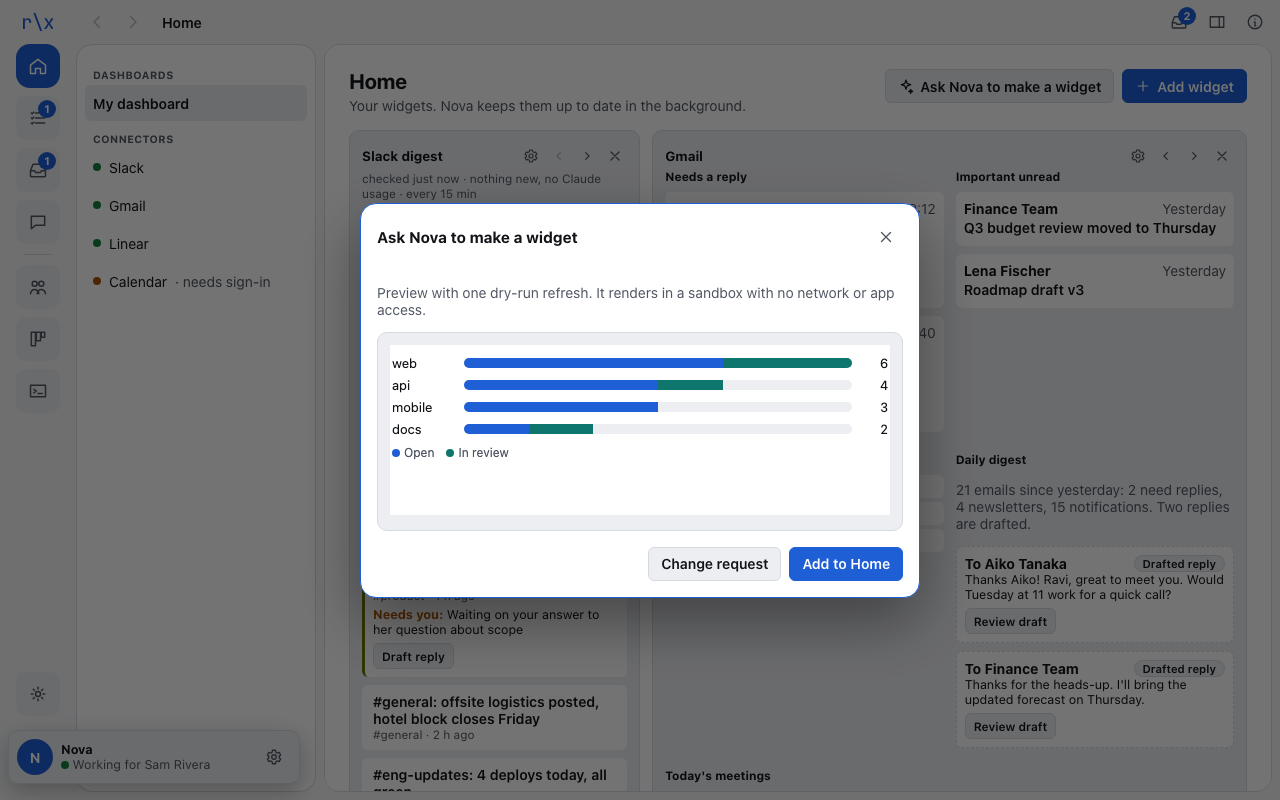 r\x
Home
2
DASHBOARDS
My dashboard
CONNECTORS
Slack
Gmail
Linear
Calendar · needs sign-in
1
1
Home
Your widgets. Nova keeps them up to date in the background.
Ask Nova to make a widget
Add widget
Slack digest
checked just now · nothing new, no Claude
usage · every 15 min
Gmail
Needs a reply
Important unread
Finance Team Yesterday
Q3 budget review moved to Thursday
Lena Fischer Yesterday
Roadmap draft v3
Ask Nova to make a widget
Preview with one dry-run refresh. It renders in a sandbox with no network or app
access.
web 6
api 4
mobile 3
docs 2
Open In review
Change request
Add to Home
Needs you: Waiting on your answer to
her question about scope
Draft reply
#general: offsite logistics posted,
hotel block closes Friday
#general · 2 h ago
#eng-updates: 4 deploys today, all
green
Daily digest
21 emails since yesterday: 2 need replies,
4 newsletters, 15 notifications. Two replies
are drafted.
To Aiko Tanaka Drafted reply
Thanks Aiko! Ravi, great to meet you. Would
Tuesday at 11 work for a quick call?
Review draft
To Finance Team Drafted reply
Thanks for the heads-up. I'll bring the
updated forecast on Thursday.
Review draft
Today's meetings
N
Nova
Working for Sam Rivera